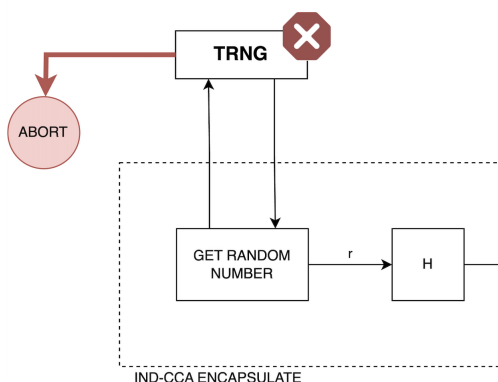 TRNG
ABORT
GET RANDOM
NUMBER
r
H
IND-CCA ENCAPSULATE